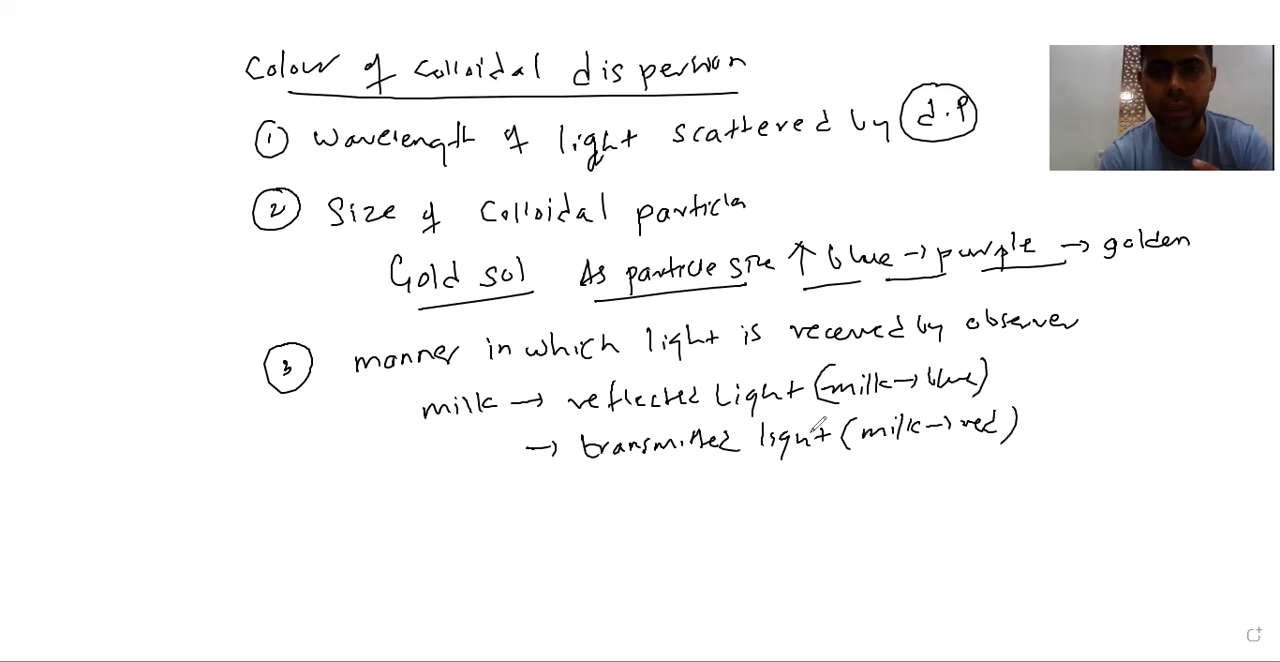 Colour of colloidal dispersion
① Wavelength of light scattered by d.P
② Size of Colloidal particles
Gold sol As particle size ↑ blue → purple → golden
③ manner in which light is received by observer
milk → reflected Light (milk → blue)
→ transmitted light (milk → red)